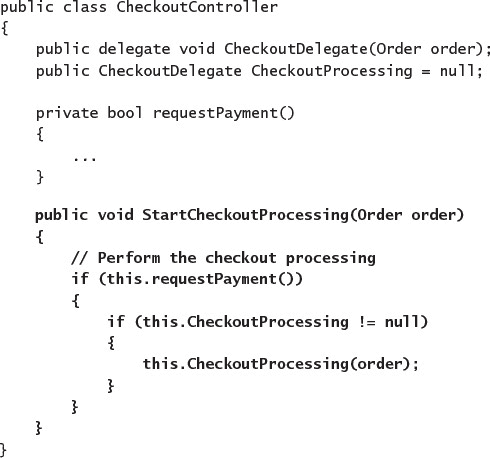 public class CheckoutController
{
    public delegate void CheckoutDelegate(Order order);
    public CheckoutDelegate CheckoutProcessing = null;

    private bool requestPayment()
    {
        ...
    }

    public void StartCheckoutProcessing(Order order)
    {
        // Perform the checkout processing
        if (this.requestPayment())
        {
            if (this.CheckoutProcessing != null)
            {
                this.CheckoutProcessing(order);
            }
        }
    }
}